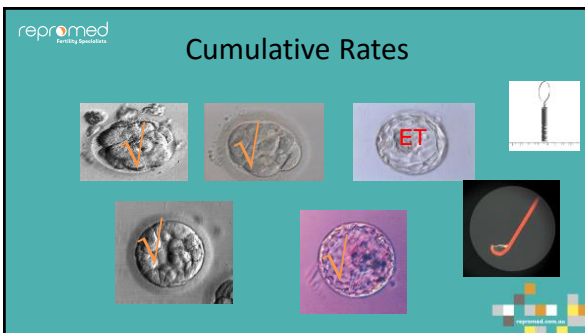 repromed
Fertility Specialists
Cumulative Rates
ET
repromed.com.au